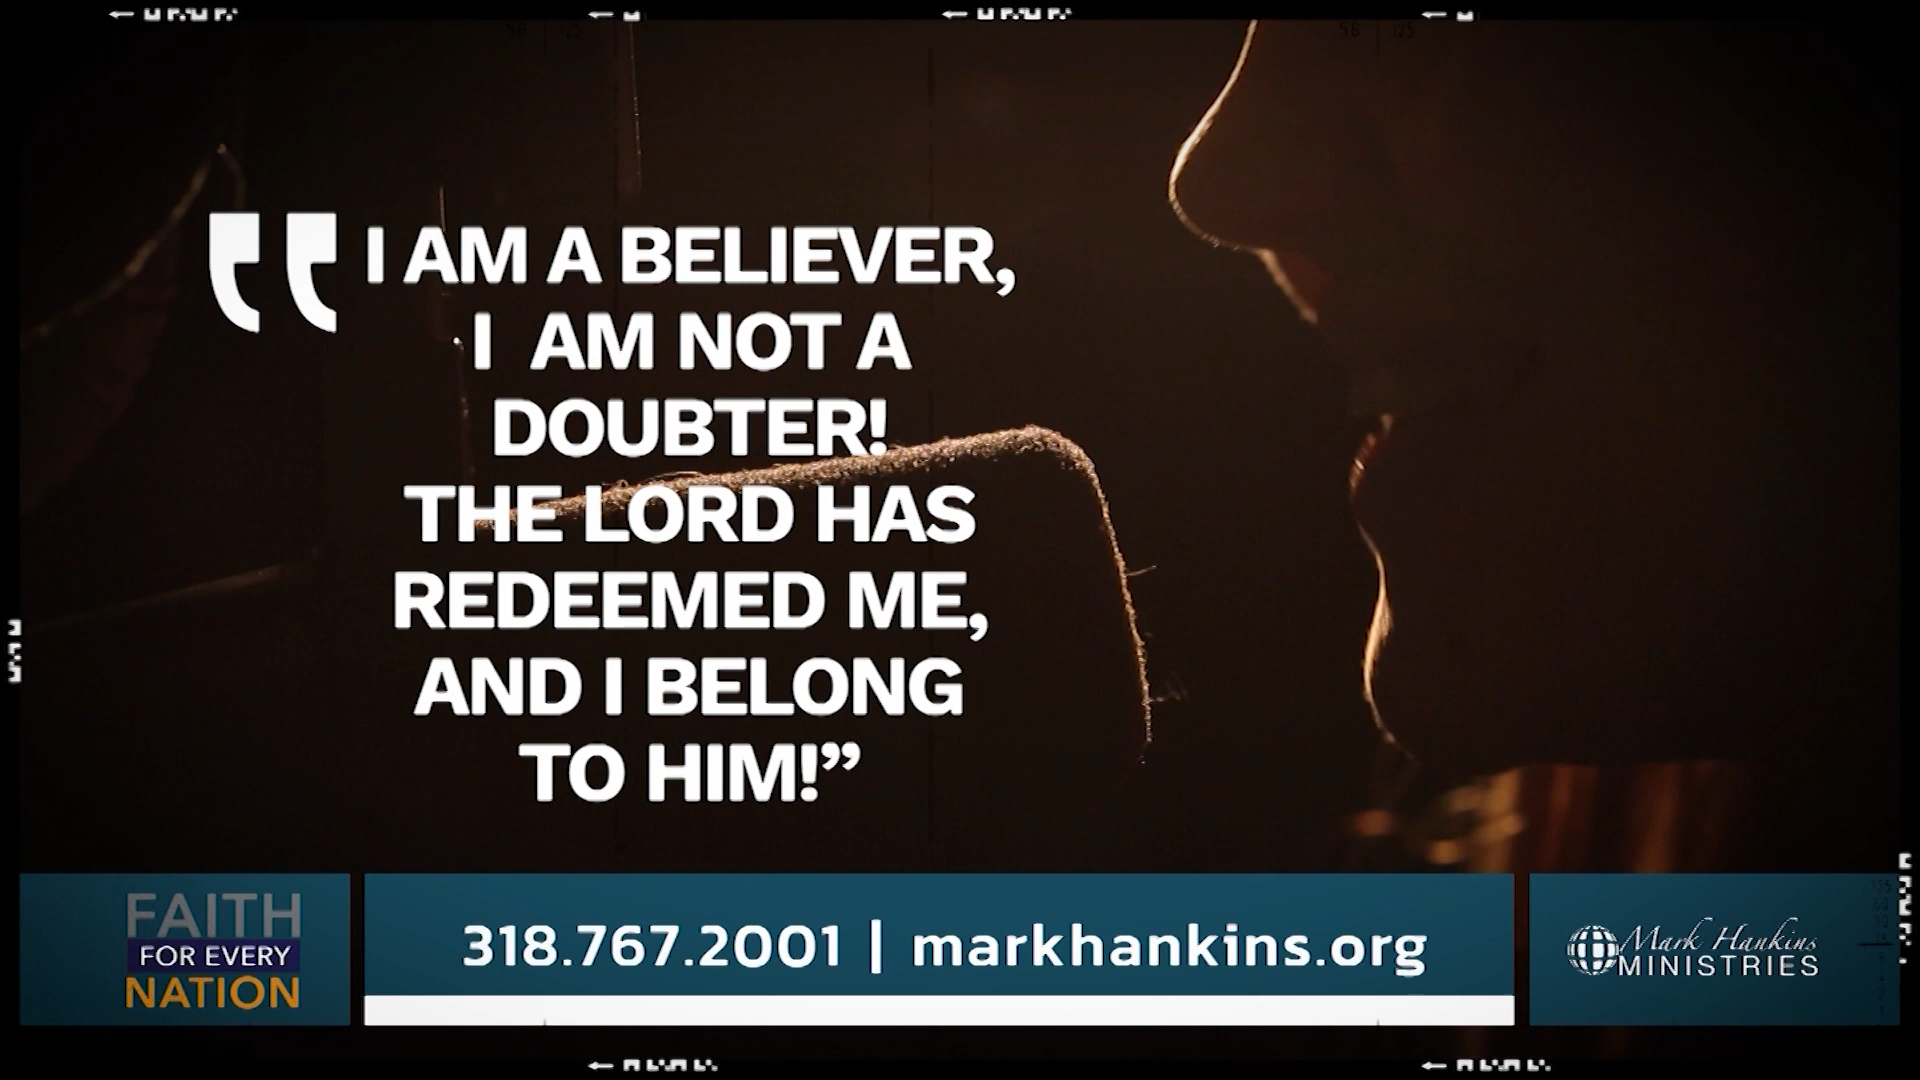 “I AM A BELIEVER,
I AM NOT A
DOUBTER!
THE LORD HAS
REDEEMED ME,
AND I BELONG
TO HIM!”
FAITH
FOR EVERY
NATION
318.767.2001 | markhankins.org
Mark Hankins
MINISTRIES